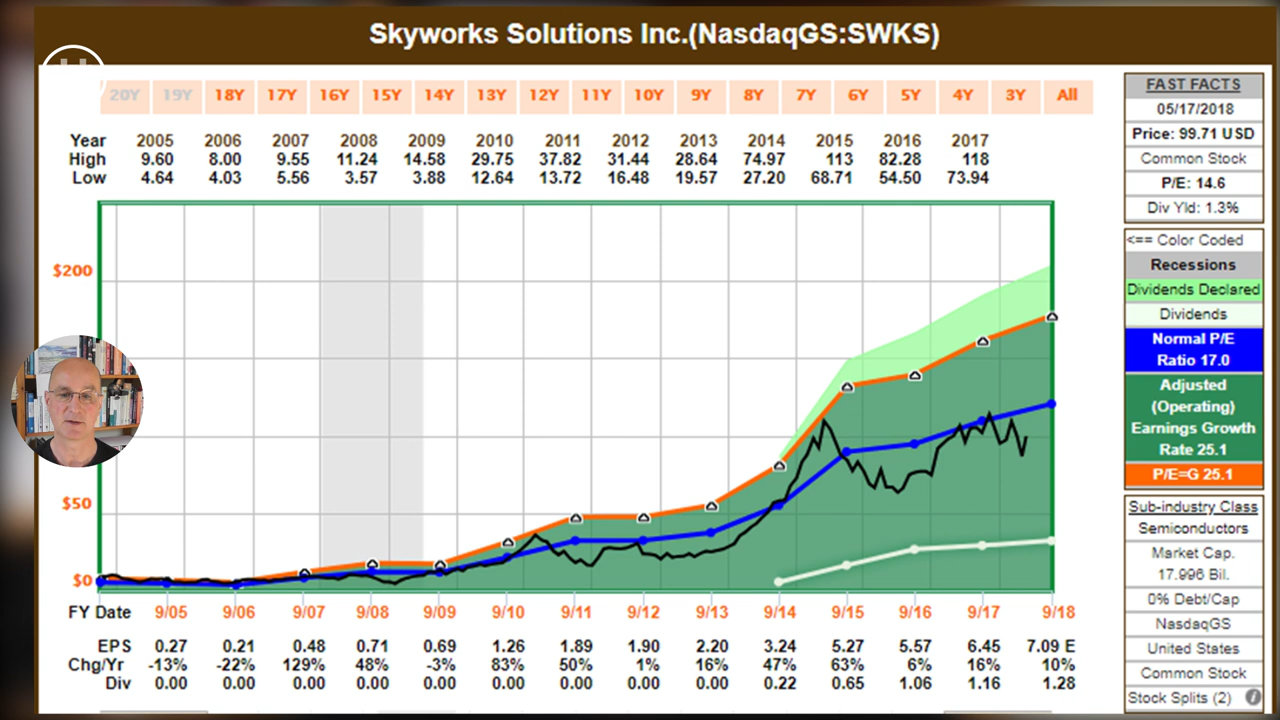 Skyworks Solutions Inc.(NasdaqGS:SWKS)
20Y 19Y 18Y 17Y 16Y 15Y 14Y 13Y 12Y 11Y 10Y 9Y 8Y 7Y 6Y 5Y 4Y 3Y All
Year 2005 2006 2007 2008 2009 2010 2011 2012 2013 2014 2015 2016 2017
High 9.60 8.00 9.55 11.24 14.58 29.75 37.82 31.44 28.64 74.97 113 82.28 118
Low 4.64 4.03 5.56 3.57 3.88 12.64 13.72 16.48 19.57 27.20 68.71 54.50 73.94
$200
$50
$0
FY Date 9/05 9/06 9/07 9/08 9/09 9/10 9/11 9/12 9/13 9/14 9/15 9/16 9/17 9/18
EPS 0.27 0.21 0.48 0.71 0.69 1.26 1.89 1.90 2.20 3.24 5.27 5.57 6.45 7.09 E
Chg/Yr -13% -22% 129% 48% -3% 83% 50% 1% 16% 47% 63% 6% 16% 10%
Div 0.00 0.00 0.00 0.00 0.00 0.00 0.00 0.00 0.00 0.22 0.65 1.06 1.16 1.28
FAST FACTS
05/17/2018
Price: 99.71 USD
Common Stock
P/E: 14.6
Div Yld: 1.3%
<== Color Coded
Recessions
Dividends Declared
Dividends
Normal P/E
Ratio 17.0
Adjusted
(Operating)
Earnings Growth
Rate 25.1
P/E=G 25.1
Sub-industry Class
Semiconductors
Market Cap.
17.996 Bil.
0% Debt/Cap
NasdaqGS
United States
Common Stock
Stock Splits (2) i